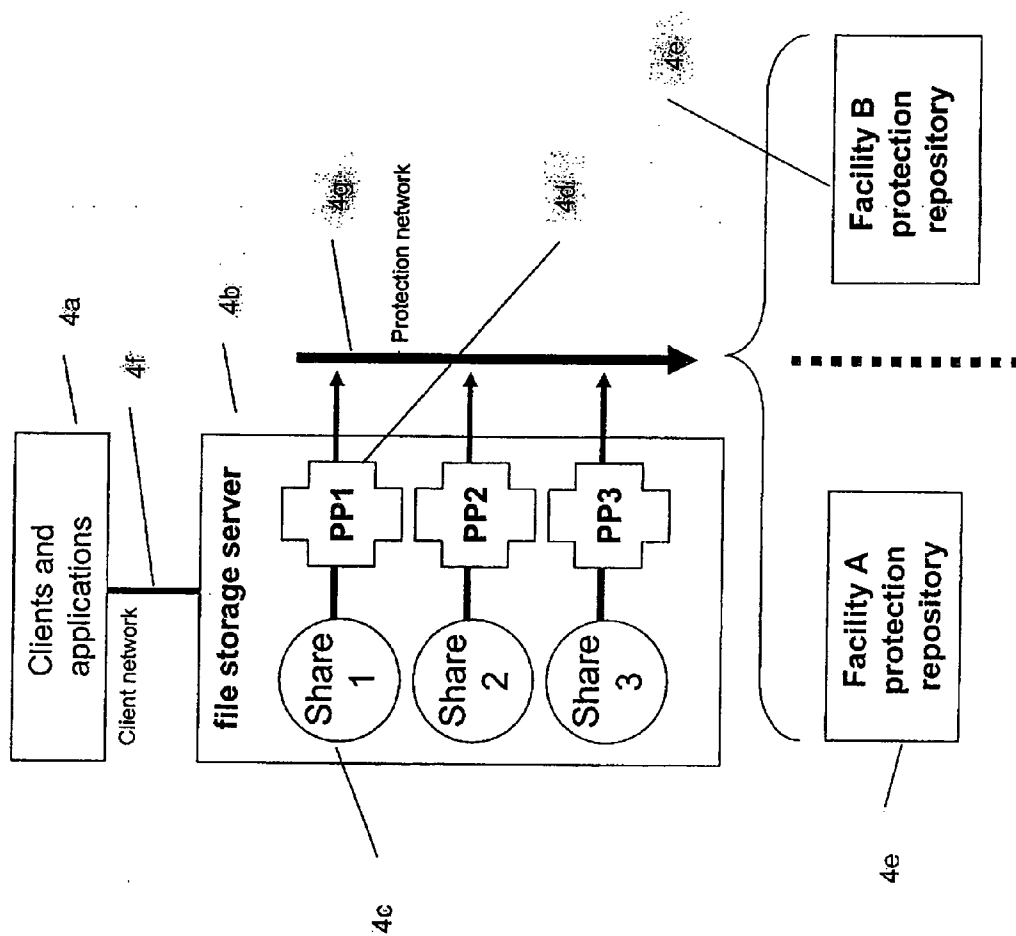 4a
Clients and
applications
4f
Client network
4b
file storage server
Share
1
PP1
Share
2
PP2
Share
3
PP3
4g
Protection network
4d
4c
4e
Facility A
protection
repository
4e
Facility B
protection
repository